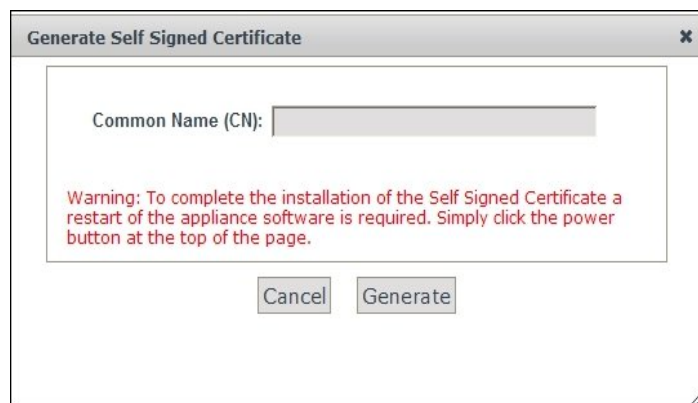 Generate Self Signed Certificate
Common Name (CN):
Warning: To complete the installation of the Self Signed Certificate a
restart of the appliance software is required. Simply click the power
button at the top of the page.
Cancel Generate